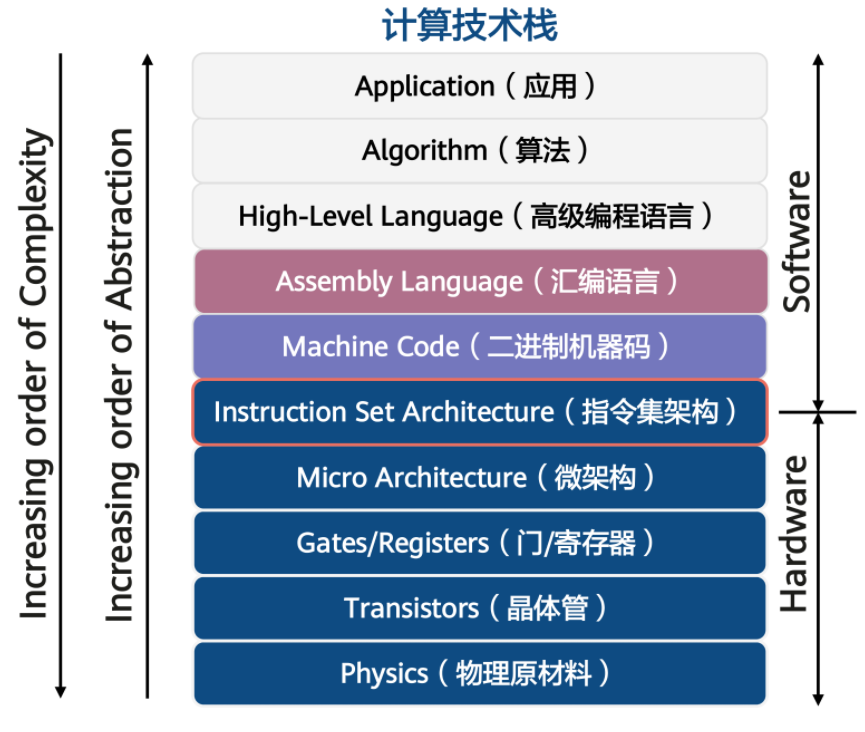 计算技术栈
Increasing order of Complexity
Increasing order of Abstraction
Application（应用）
Algorithm（算法）
High-Level Language（高级编程语言）
Assembly Language（汇编语言）
Machine Code（二进制机器码）
Instruction Set Architecture（指令集架构）
Micro Architecture（微架构）
Gates/Registers（门/寄存器）
Transistors（晶体管）
Physics（物理原材料）
Software
Hardware